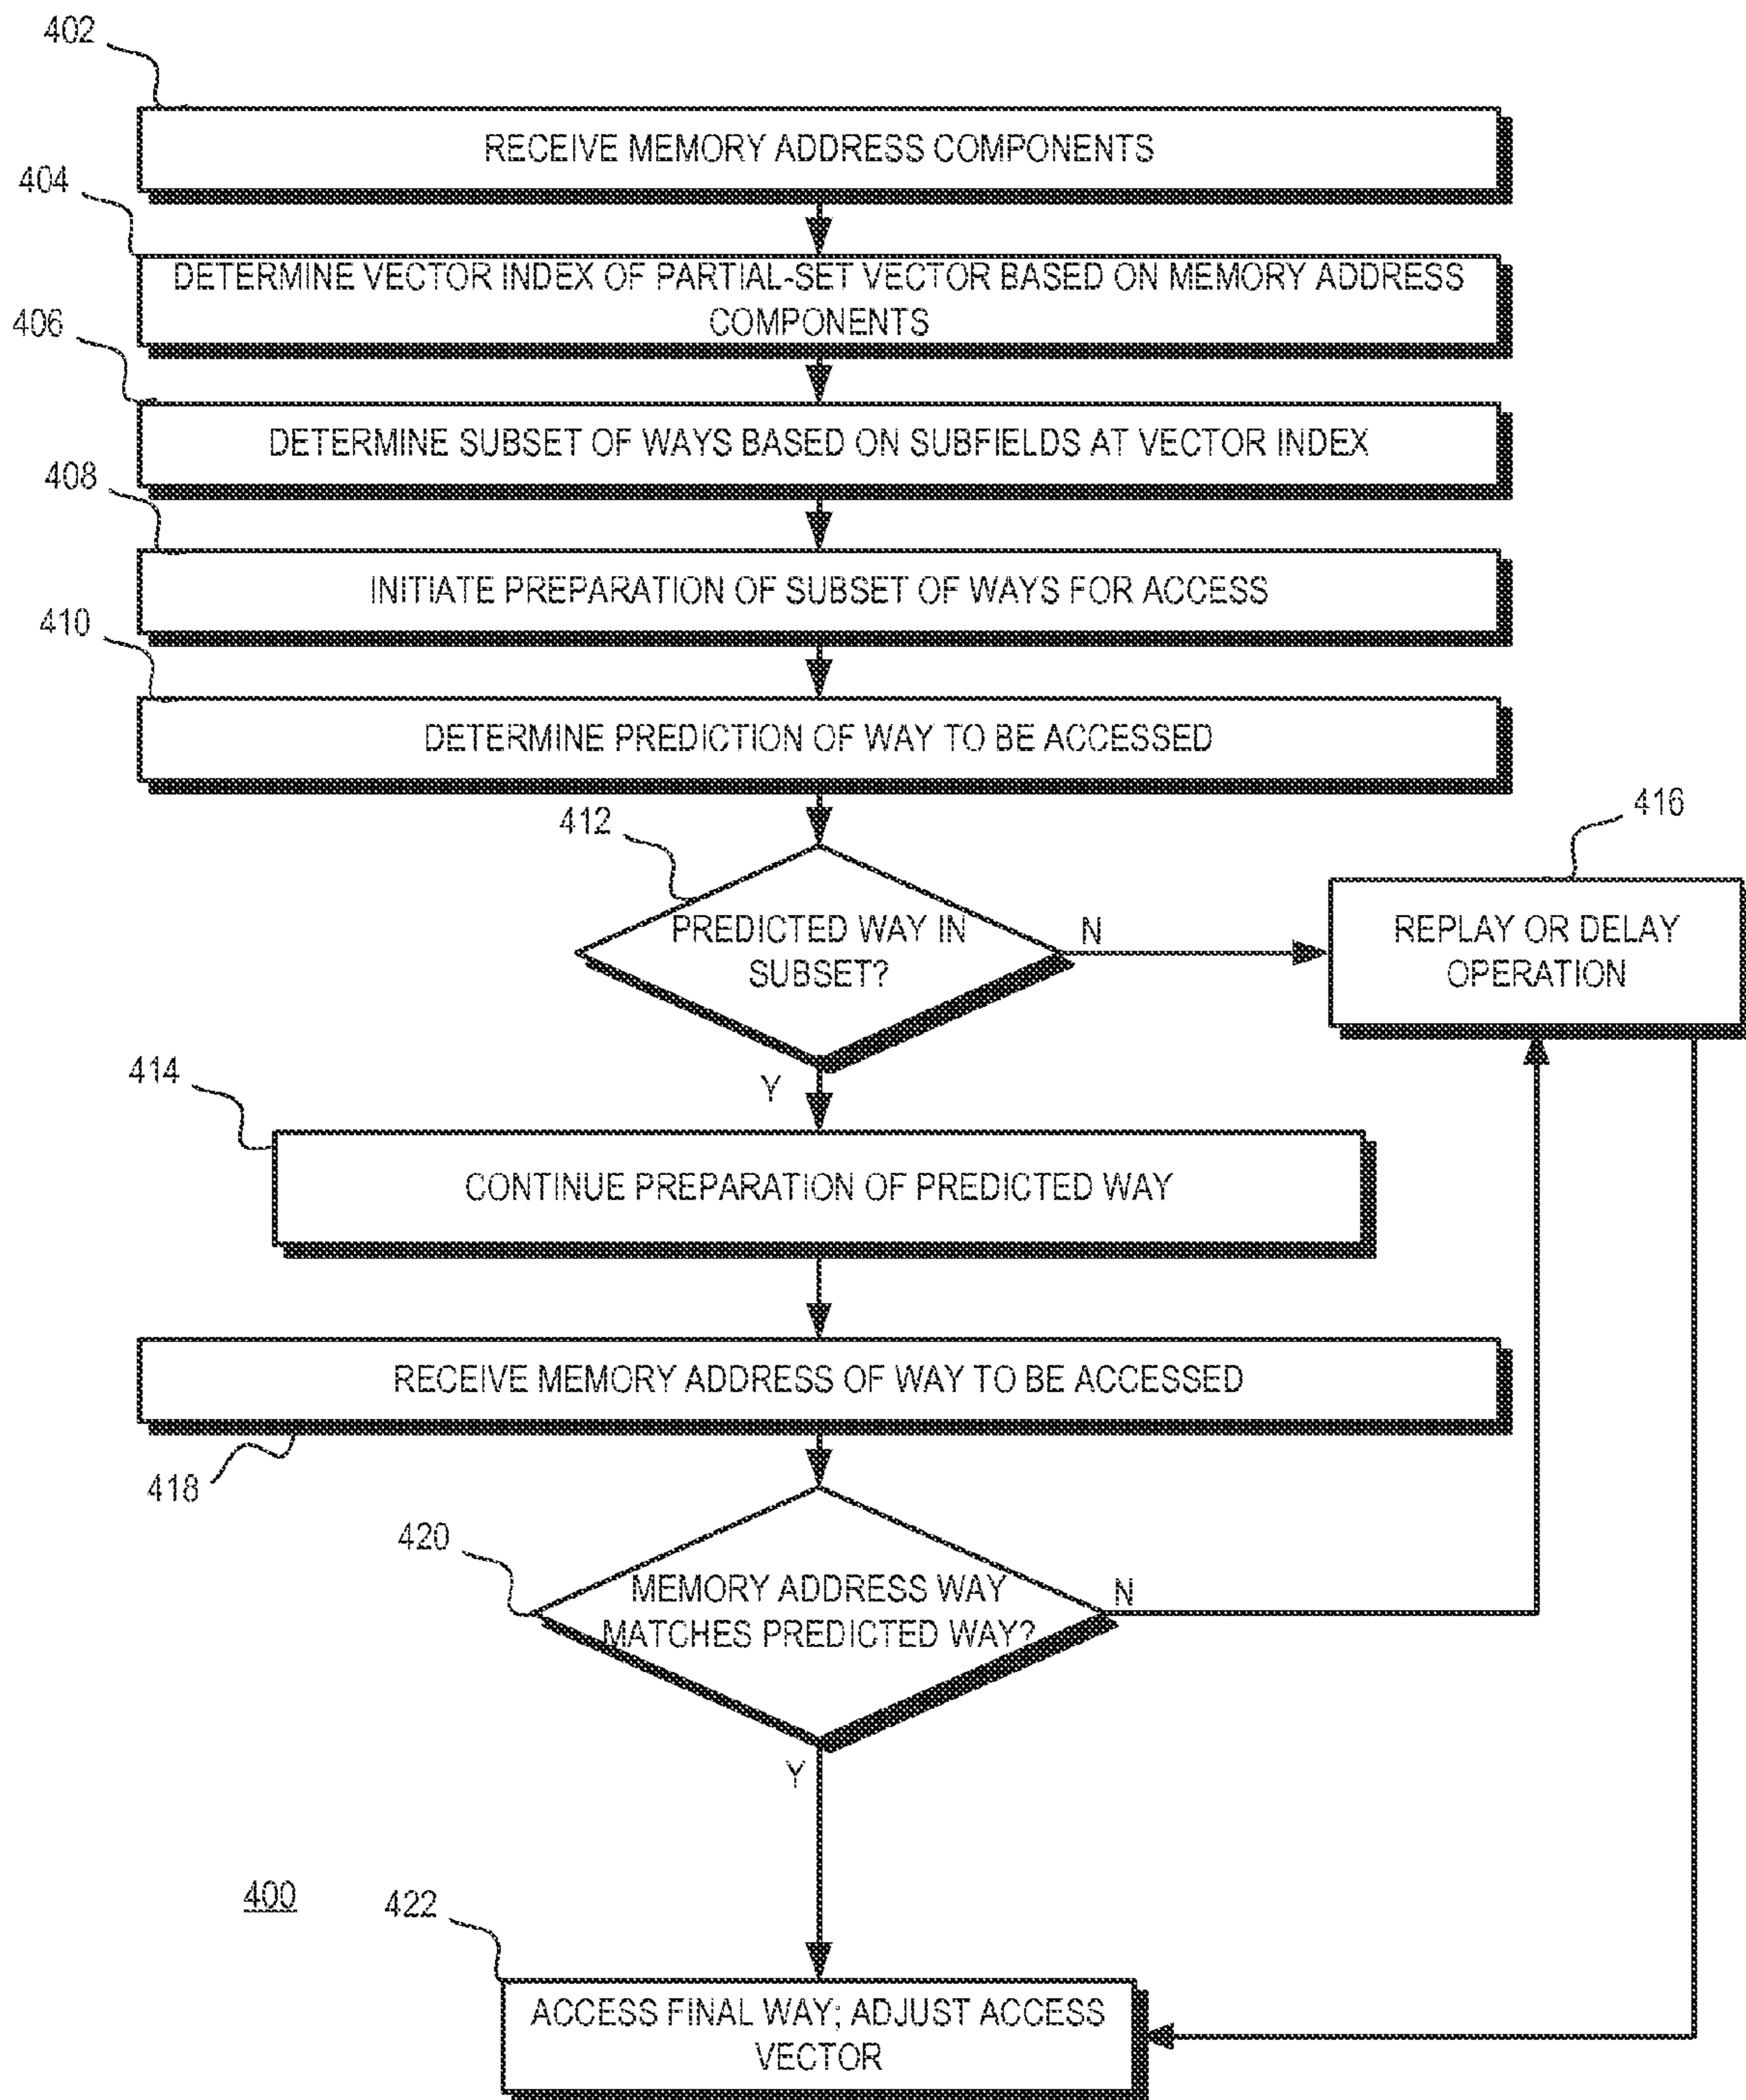 402
RECEIVE MEMORY ADDRESS COMPONENTS
404
DETERMINE VECTOR INDEX OF PARTIAL-SET VECTOR BASED ON MEMORY ADDRESS
COMPONENTS
406
DETERMINE SUBSET OF WAYS BASED ON SUBFIELDS AT VECTOR INDEX
408
INITIATE PREPARATION OF SUBSET OF WAYS FOR ACCESS
410
DETERMINE PREDICTION OF WAY TO BE ACCESSED
412
PREDICTED WAY IN
SUBSET?
N
416
REPLAY OR DELAY
OPERATION
Y
414
CONTINUE PREPARATION OF PREDICTED WAY
RECEIVE MEMORY ADDRESS OF WAY TO BE ACCESSED
418
420
MEMORY ADDRESS WAY
MATCHES PREDICTED WAY?
N
Y
400
422
ACCESS FINAL WAY; ADJUST ACCESS
VECTOR